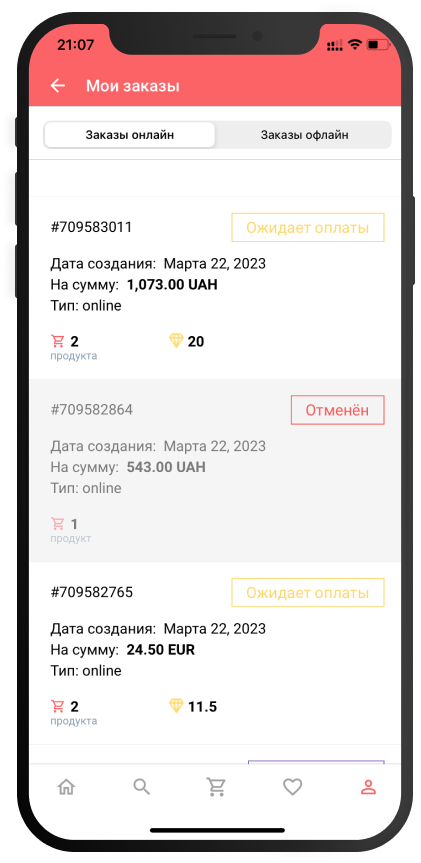 21:07
Мои заказы
Заказы онлайн Заказы офлайн
#709583011 Ожидает оплаты
Дата создания: Марта 22, 2023
На сумму: 1,073.00 UAH
Тип: online
2 20
продукта
#709582864 Отменён
Дата создания: Марта 22, 2023
На сумму: 543.00 UAH
Тип: online
1
продукт
#709582765 Ожидает оплаты
Дата создания: Марта 22, 2023
На сумму: 24.50 EUR
Тип: online
2 11.5
продукта